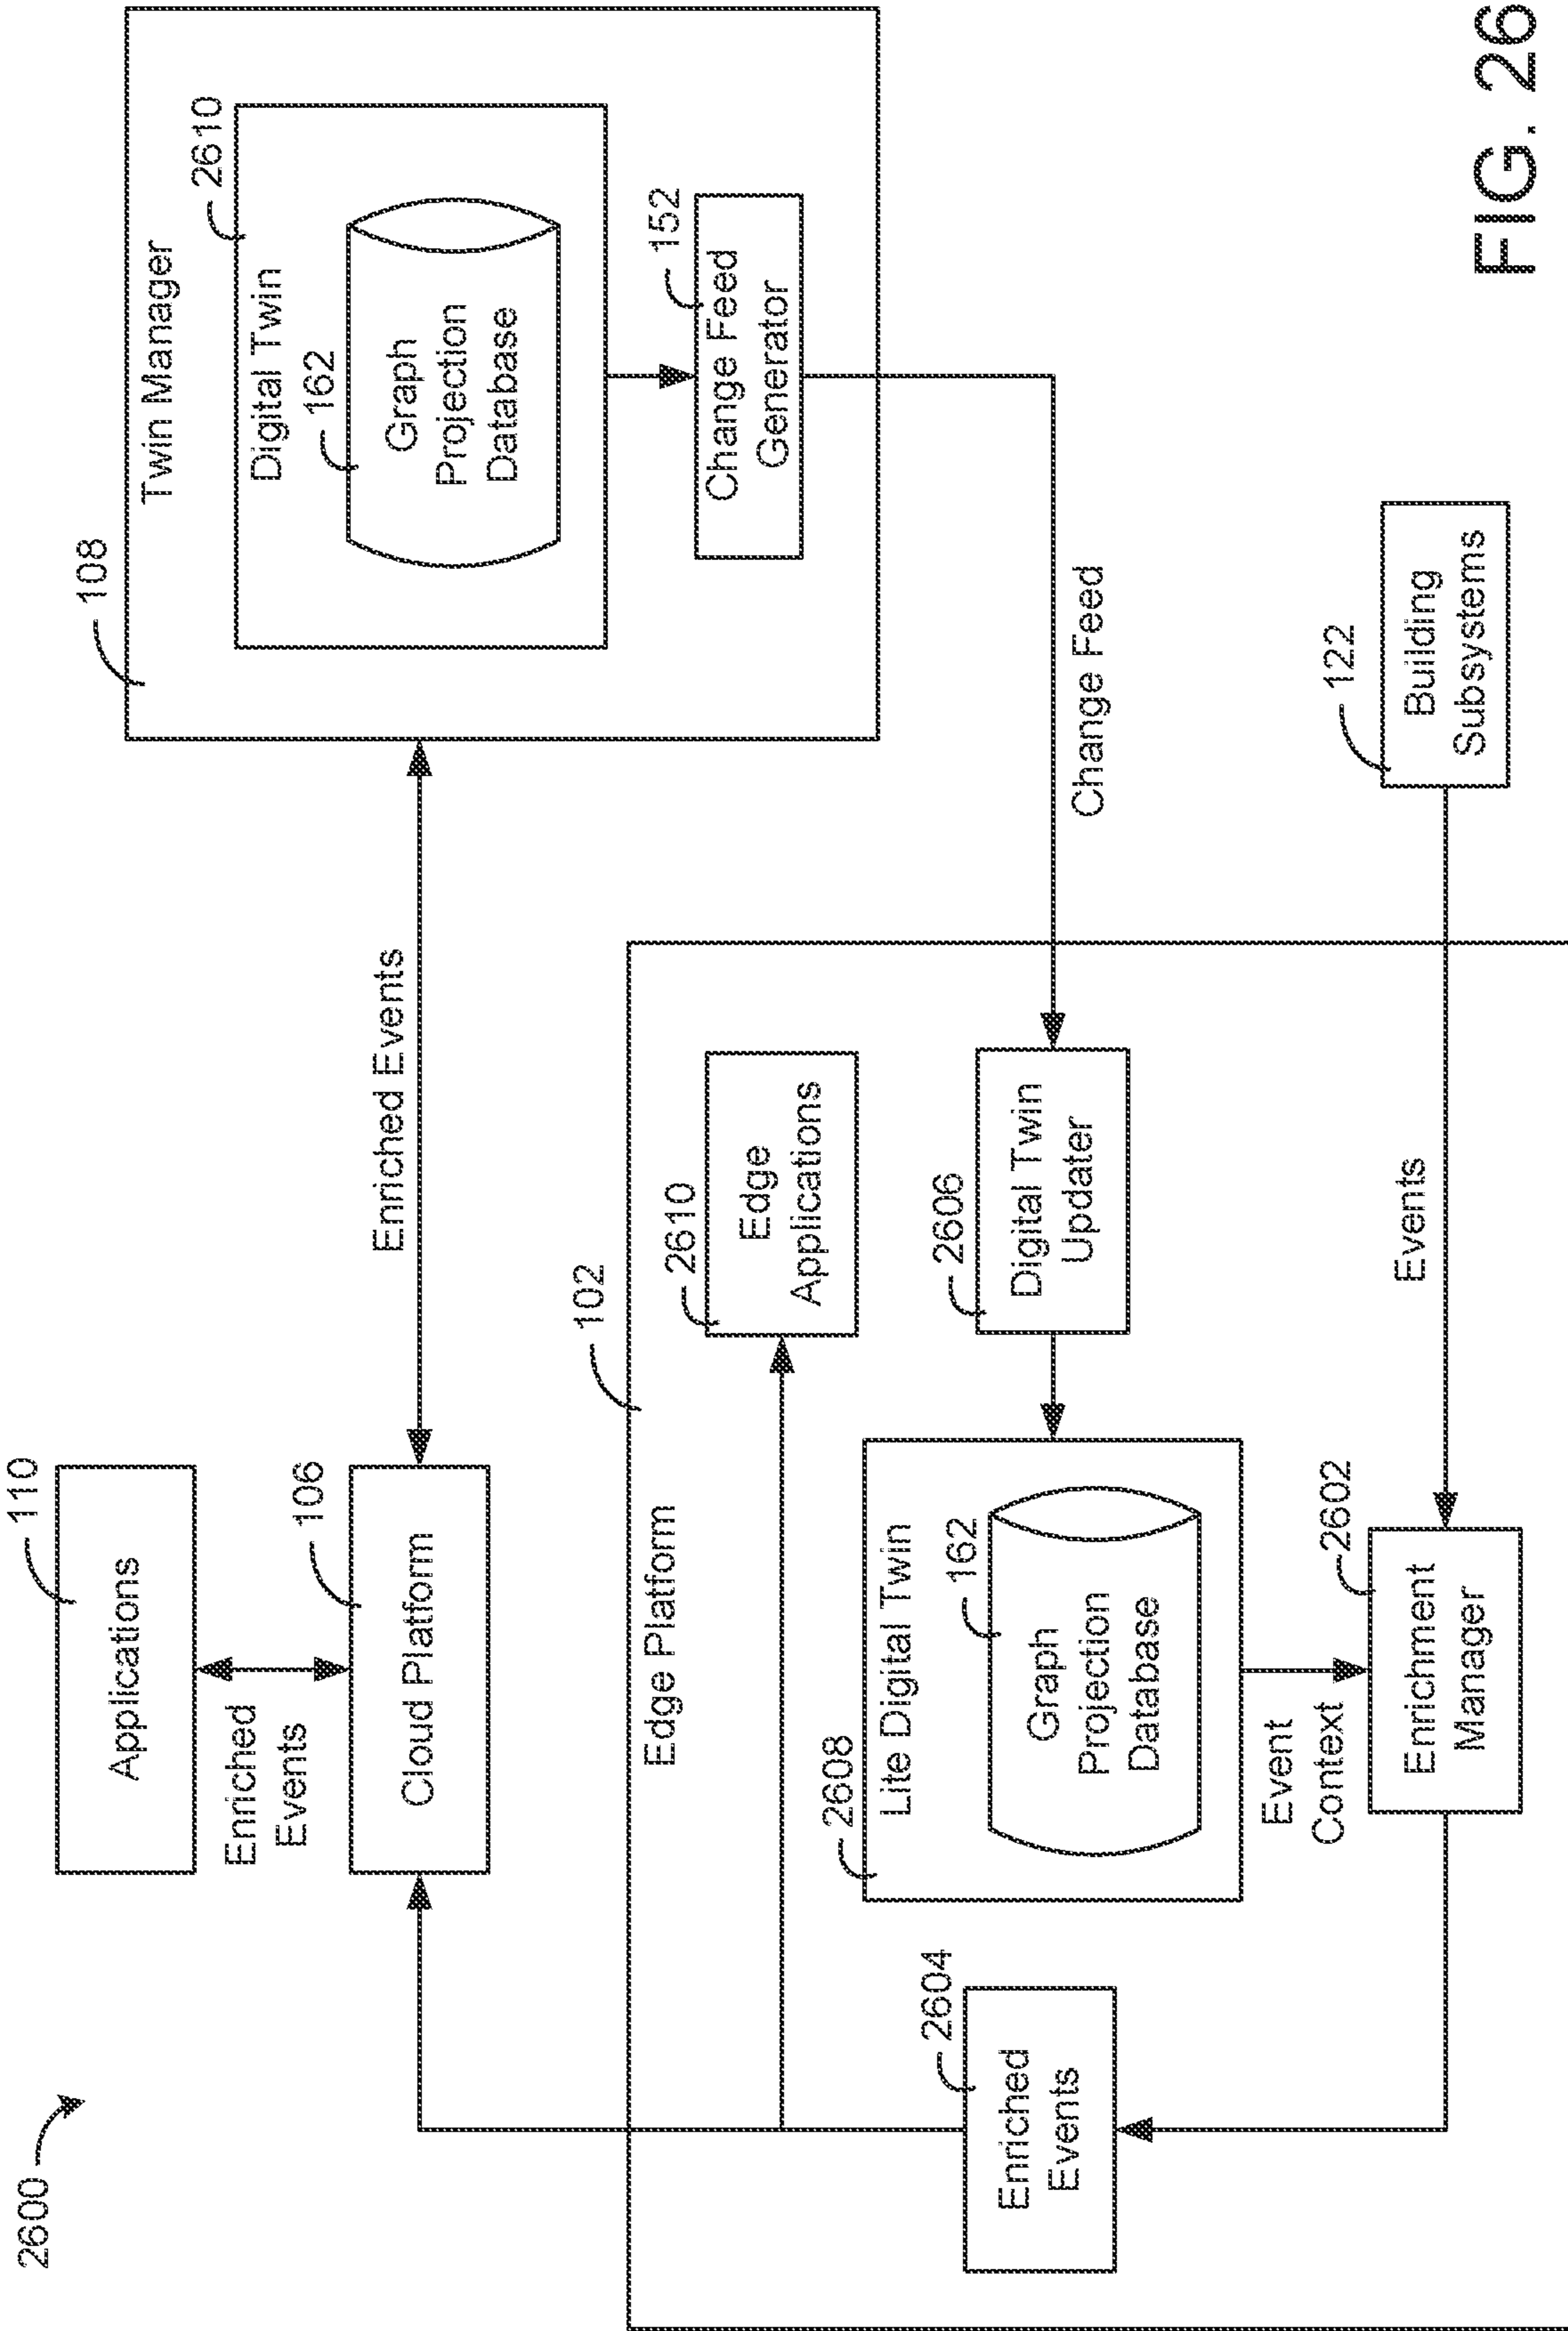 2600
Applications
110
Enriched
Events
Cloud Platform
106
Enriched Events
108
Twin Manager
Digital Twin
2610
162
Graph
Projection
Database
Change Feed
Generator
152
Edge Platform
102
Edge
Applications
2610
2608
Lite Digital Twin
162
Graph
Projection
Database
Digital Twin
Updater
2606
Change Feed
Enriched
Events
2604
Event
Context
Enrichment
Manager
2602
Events
Building
Subsystems
122
FIG. 26